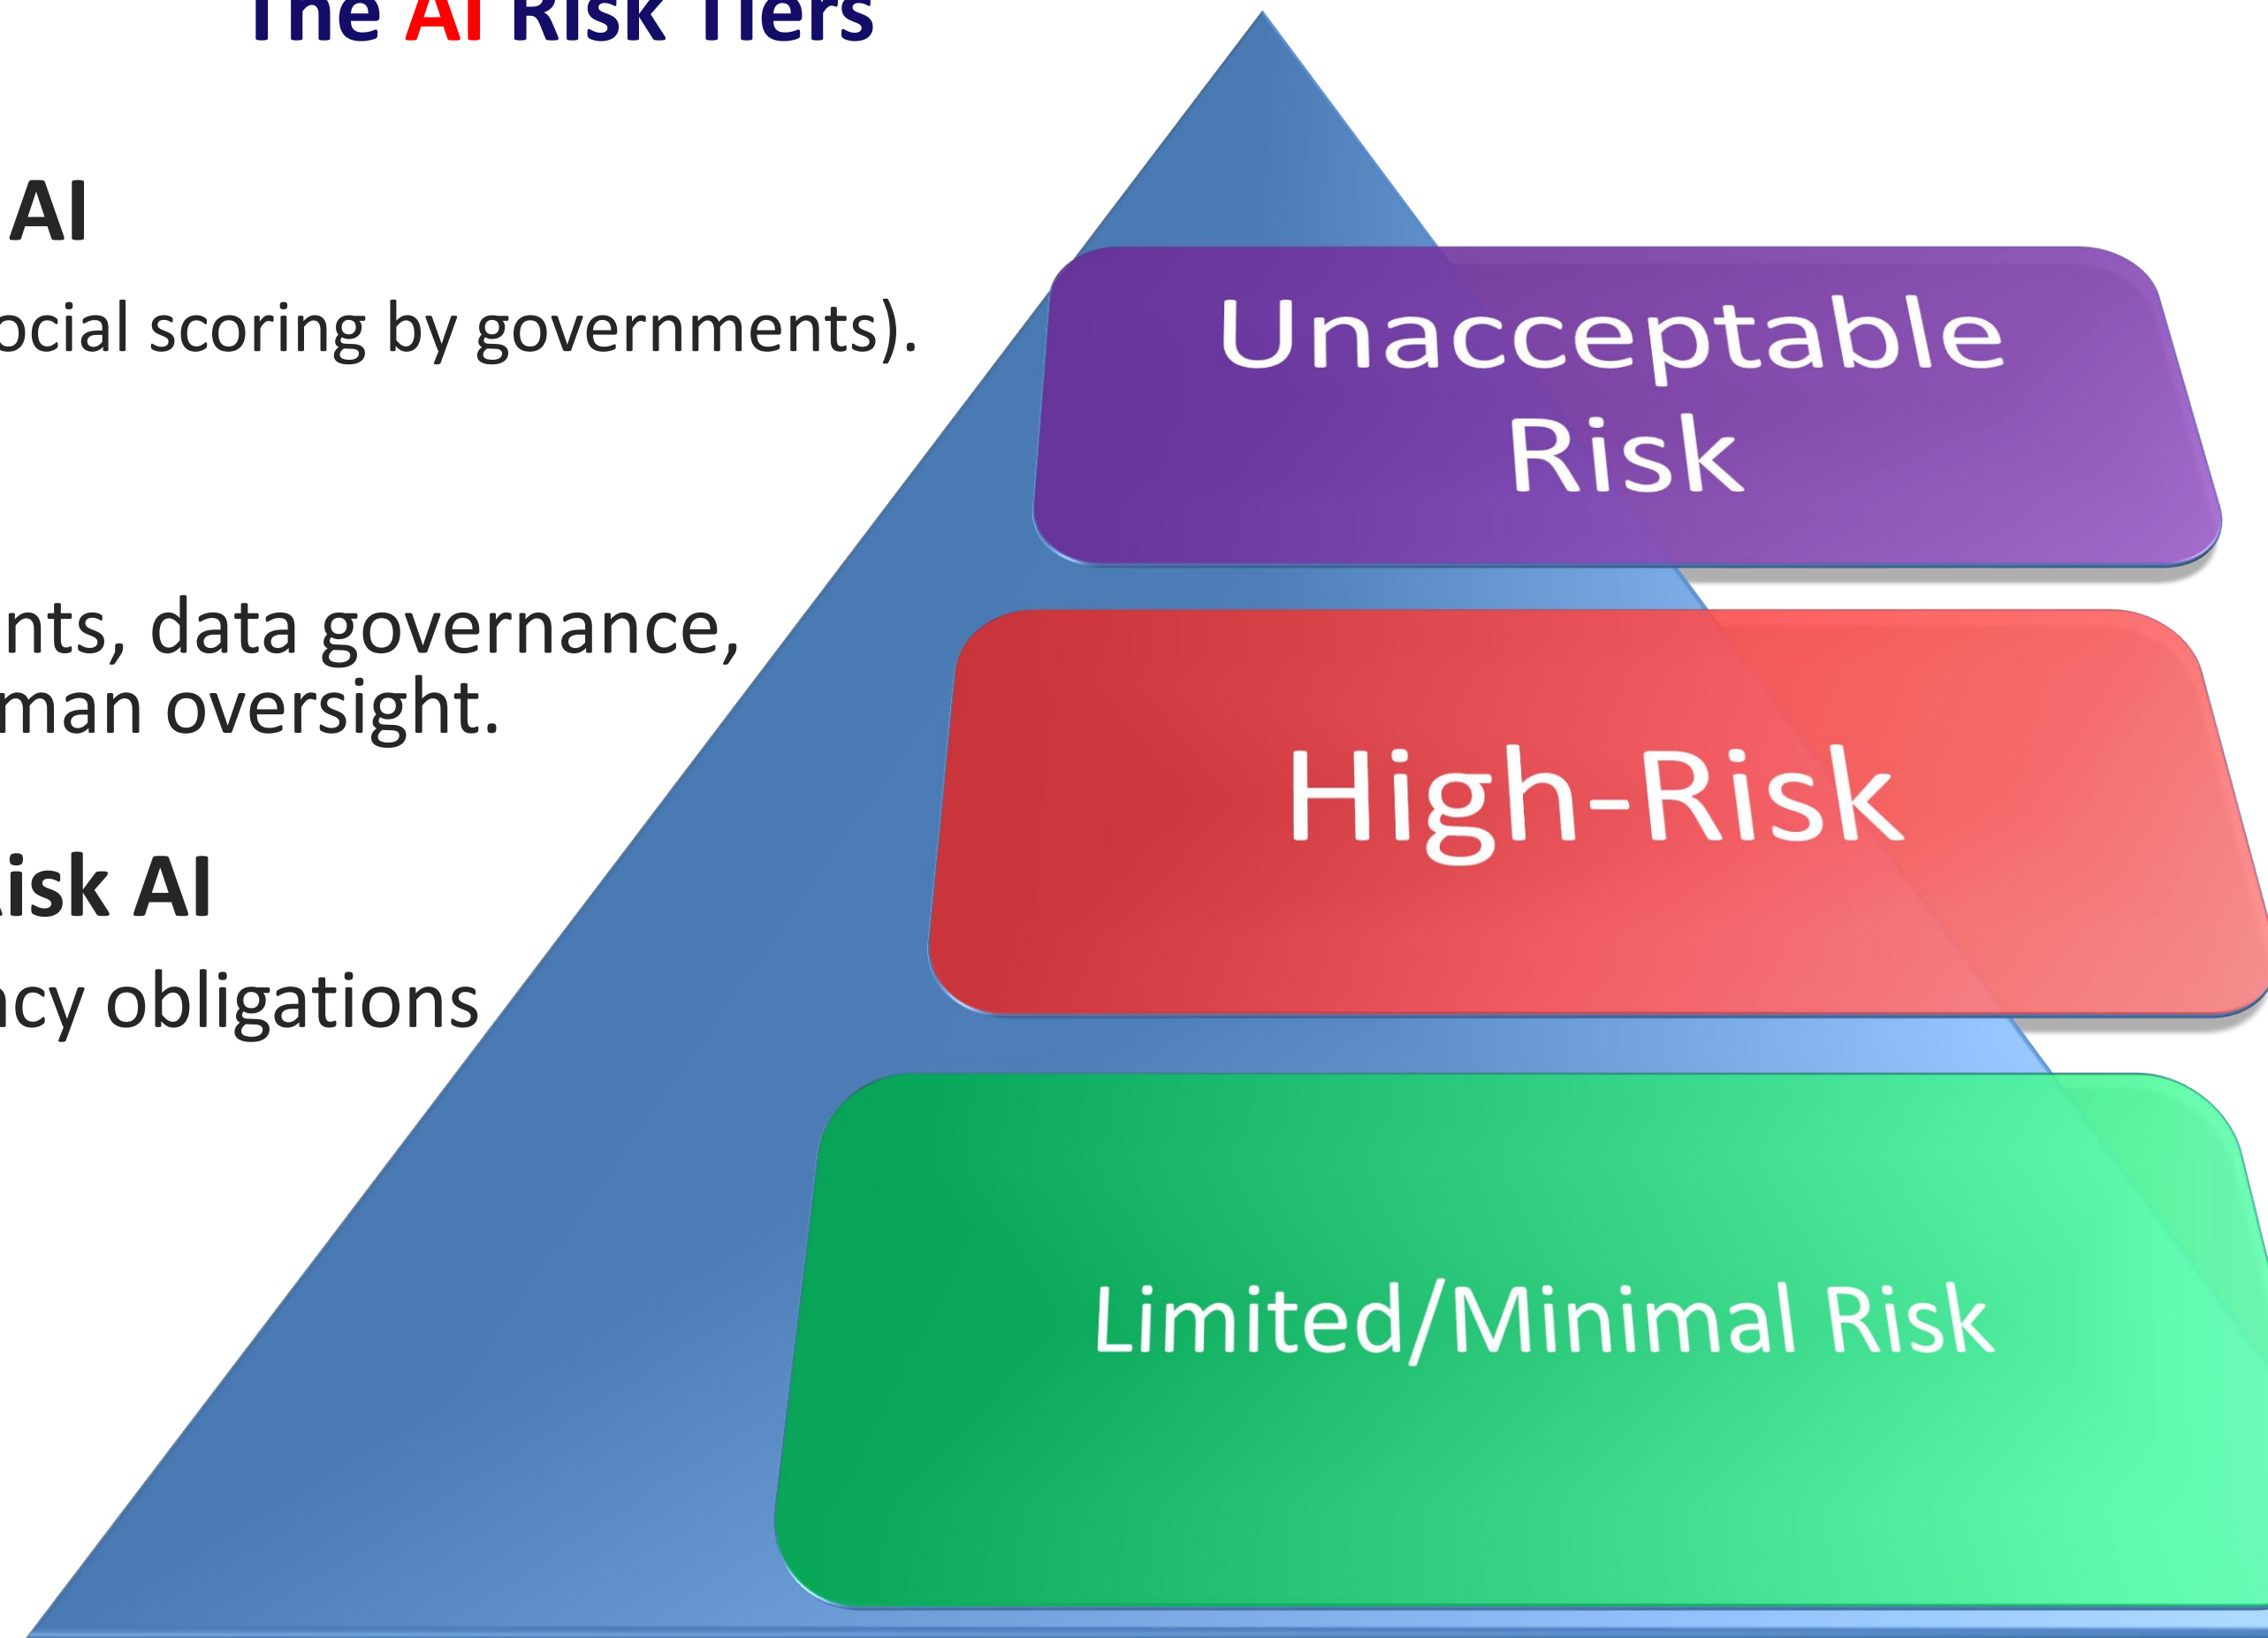 The AI Risk Tiers
AI
ocial scoring by governments).
nts, data governance,
man oversight.
isk AI
cy obligations
Unacceptable
Risk
High-Risk
Limited/Minimal Risk